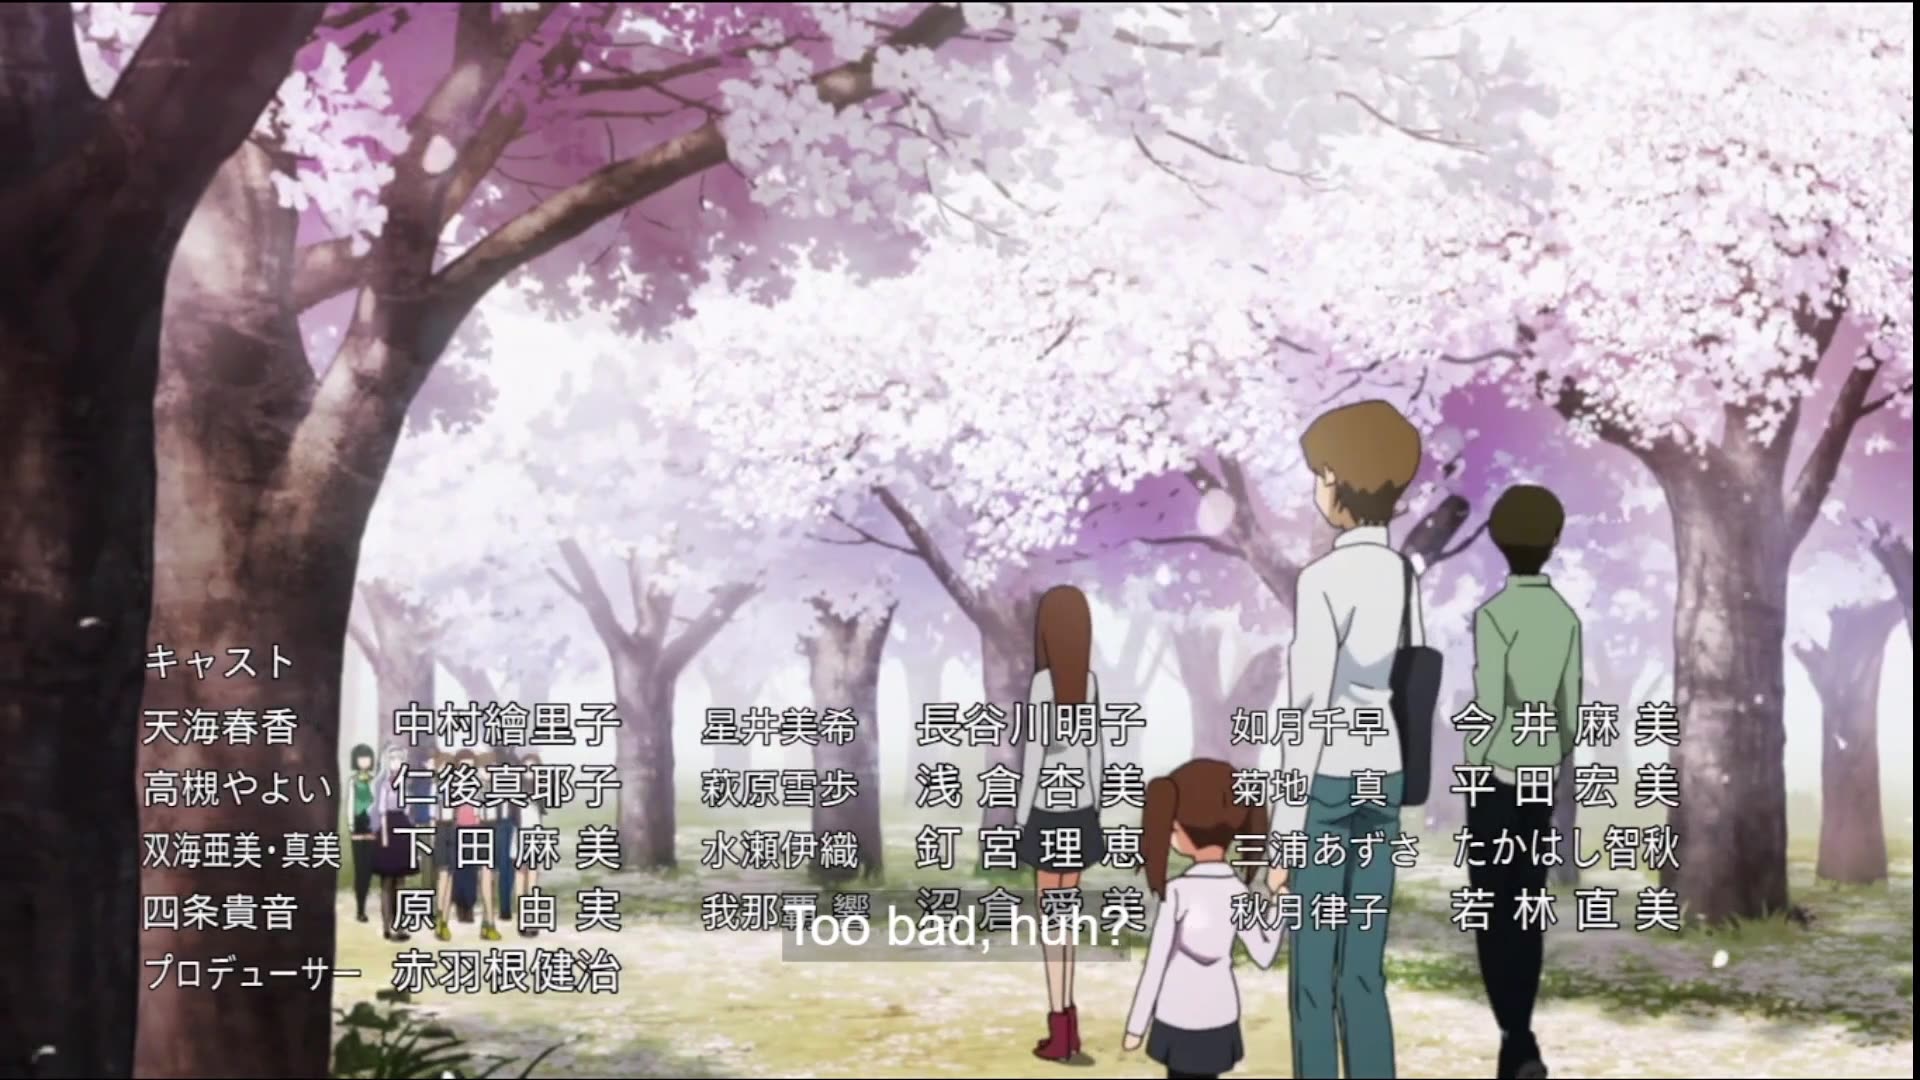 キャスト
天海春香 中村繪里子 星井美希 長谷川明子 如月千早 今井麻美
高槻やよい 仁後真耶子 萩原雪歩 浅倉杏美 菊地 真 平田宏美
双海亜美・真美 下田麻美 水瀬伊織 釘宮理恵 三浦あずさ たかはし智秋
四条貴音 原 由実 我那覇 響 沼倉愛美 秋月律子 若林直美
Too bad, huh?
プロデューサー 赤羽根健治